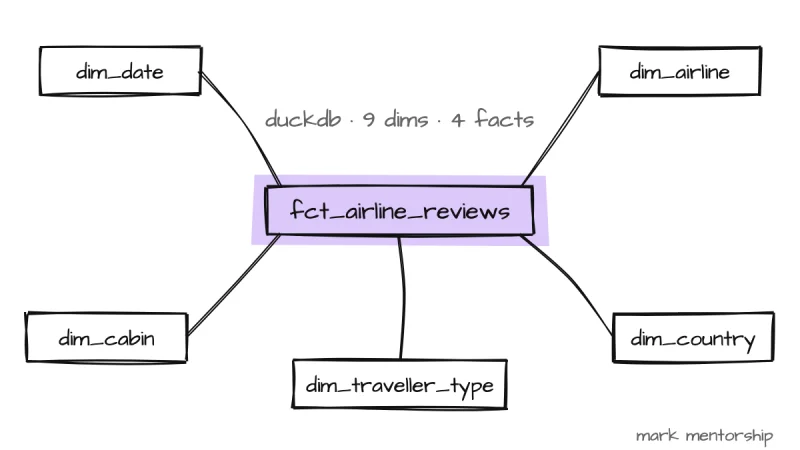 dim_date
dim_airline
duckdb · 9 dims · 4 facts
fct_airline_reviews
dim_cabin
dim_country
dim_traveller_type
mark mentorship